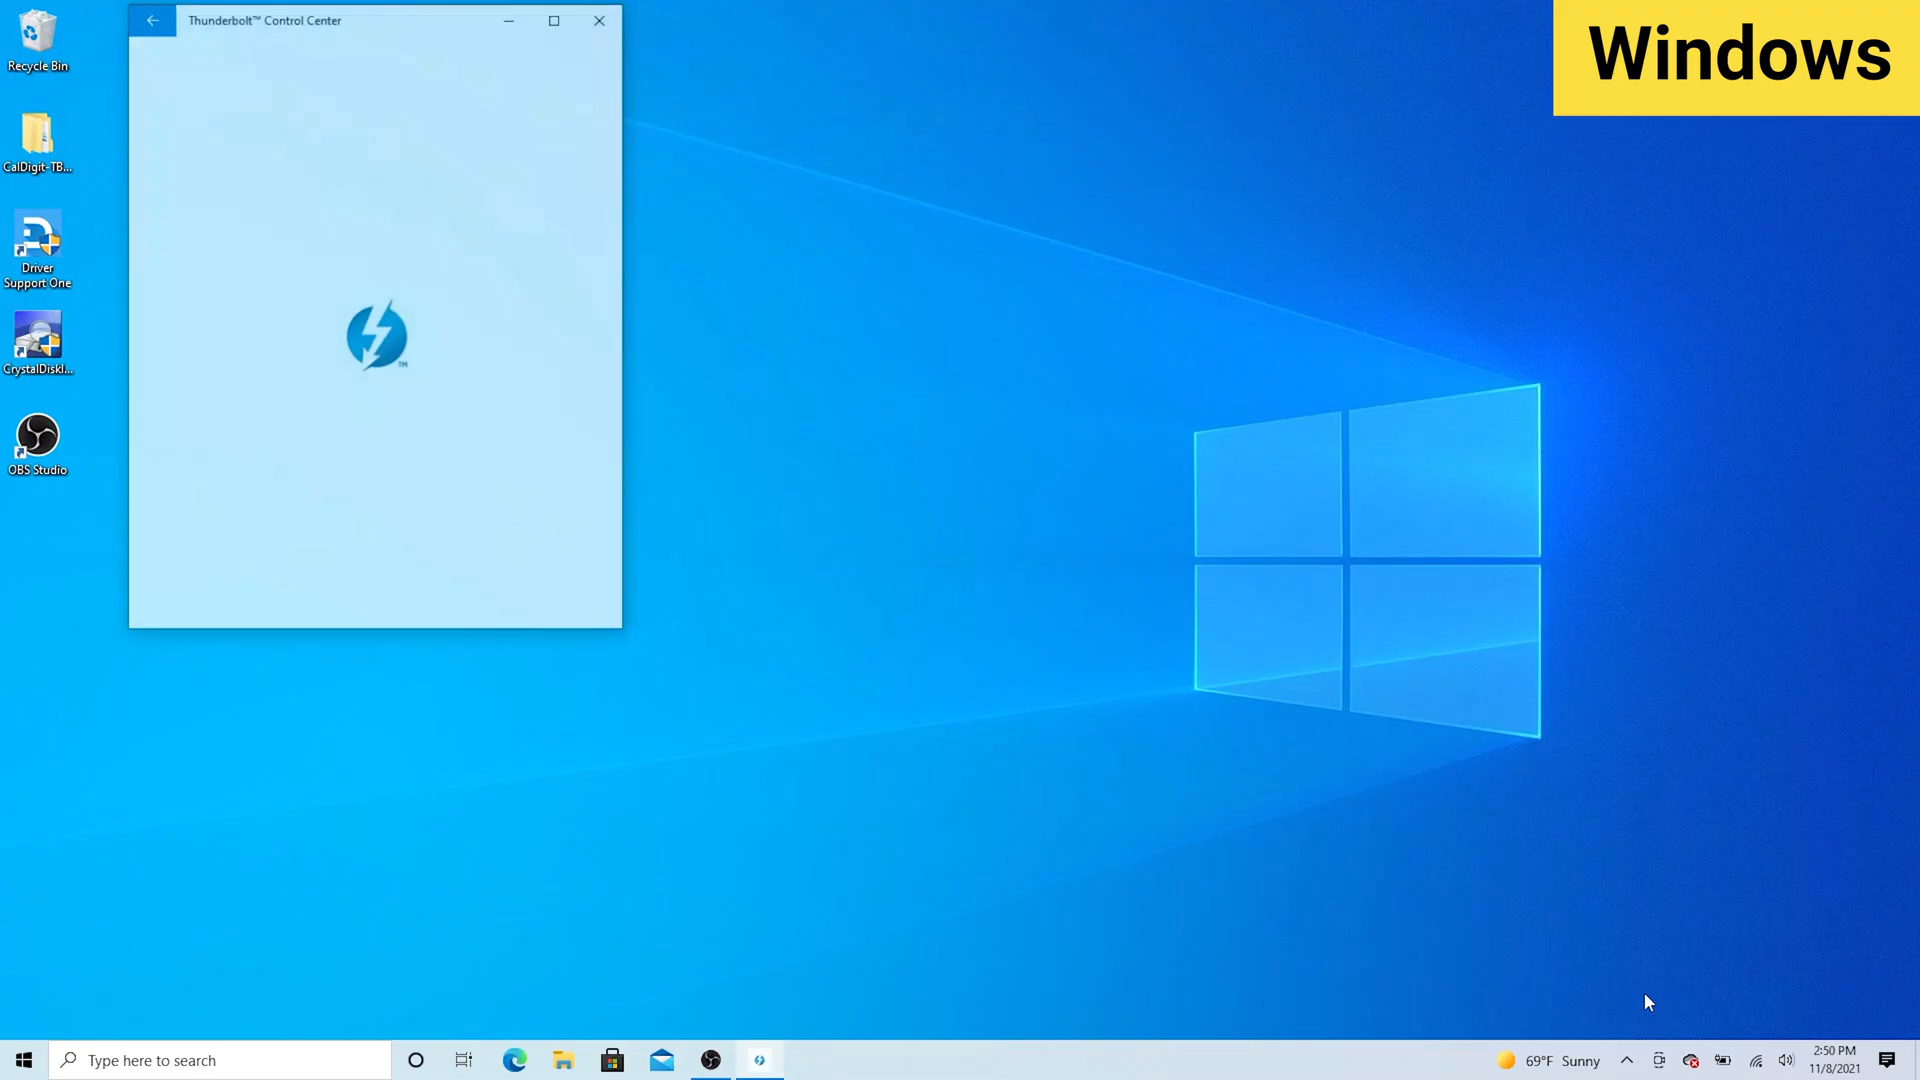 Thunderbolt™ Control Center
Windows
Recycle Bin
CalDigit-TB...
Driver
Support One
CrystalDiskI...
OBS Studio
TM
Type here to search
69°F Sunny
2:50 PM
11/8/2021